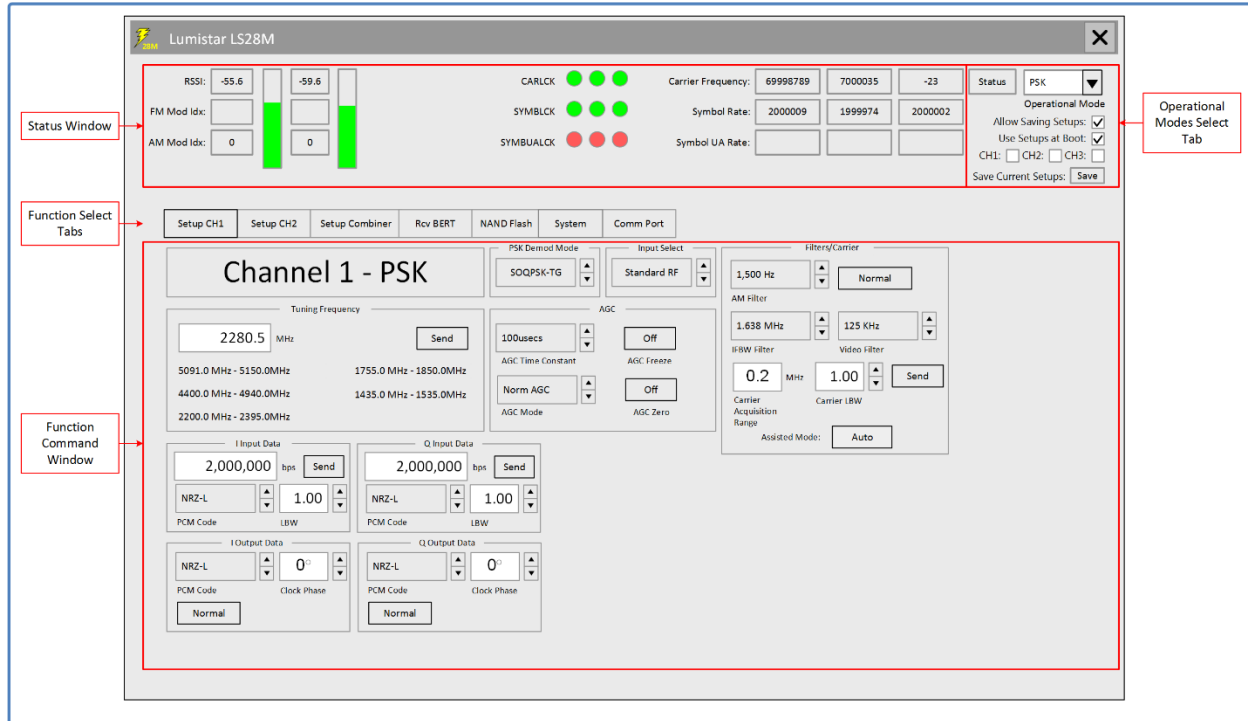 28M
Lumistar LS28M
Status Window
RSSI: -55.6 -59.6
FM Mod Idx:
AM Mod Idx: 0 0
CARLCK
SYMBLCK
SYMBUALCK
Carrier Frequency: 69998789 7000035 -23
Symbol Rate: 2000009 1999974 2000002
Symbol UA Rate:
Status PSK
Operational Mode
Allow Saving Setups:
Use Setups at Boot:
CH1: CH2: CH3:
Save Current Setups: Save
Operational
Modes Select
Tab
Function Select
Tabs
Setup CH1 Setup CH2 Setup Combiner Rcv BERT NAND Flash System Comm Port
Function
Command
Window
Channel 1 - PSK
PSK Demod Mode
SOQPSK-TG
Input Select
Standard RF
Tuning Frequency
2280.5 MHz Send
5091.0 MHz - 5150.0MHz 1755.0 MHz - 1850.0MHz
4400.0 MHz - 4940.0MHz 1435.0 MHz - 1535.0MHz
2200.0 MHz - 2395.0MHz
AGC
100usecs Off
AGC Time Constant AGC Freeze
Norm AGC Off
AGC Mode AGC Zero
Filters/Carrier
1,500 Hz Normal
AM Filter
1.638 MHz 125 KHz
IFBW Filter Video Filter
0.2 MHz 1.00 Send
Carrier
Acquisition
Range
Carrier LBW
Assisted Mode: Auto
I Input Data
2,000,000 bps Send
NRZ-L 1.00
PCM Code LBW
Q Input Data
2,000,000 bps Send
NRZ-L 1.00
PCM Code LBW
I Output Data
NRZ-L 0°
PCM Code Clock Phase
Normal
Q Output Data
NRZ-L 0°
PCM Code Clock Phase
Normal